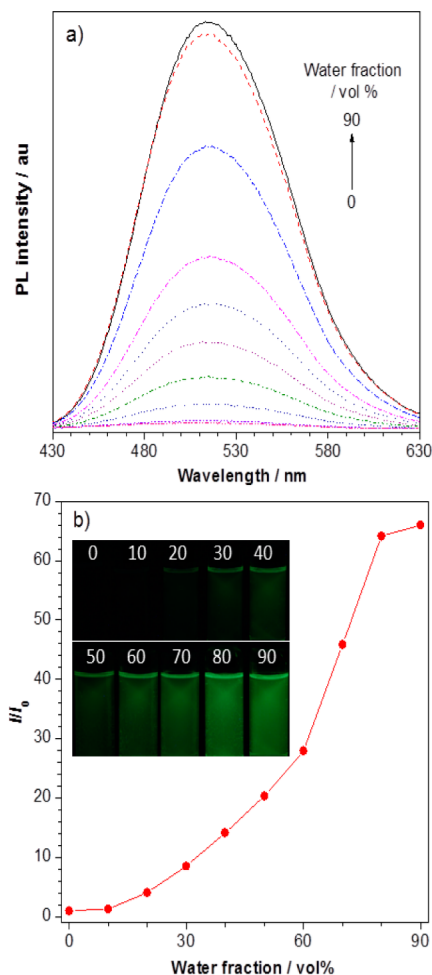 a)
Water fraction
/ vol %
90
0
PL intensity / au
430 480 530 580 630
Wavelength / nm
b)
70
60
50
40
30
20
10
0
0 10 20 30 40
50 60 70 80 90
I/I0
0 30 60 90
Water fraction / vol%